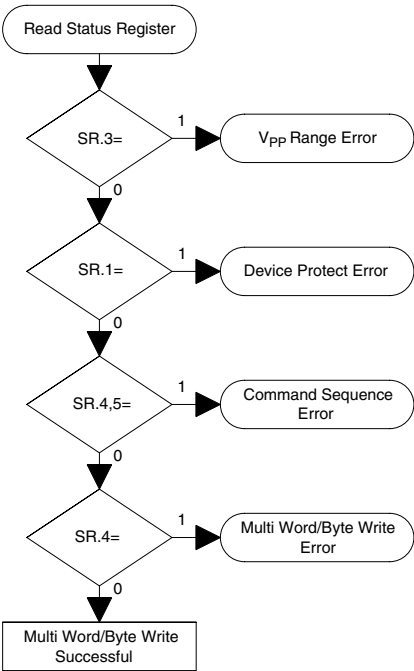 Read Status Register
SR.3=
1
V_PP Range Error
0
SR.1=
1
Device Protect Error
0
SR.4,5=
1
Command Sequence
Error
0
SR.4=
1
Multi Word/Byte Write
Error
0
Multi Word/Byte Write
Successful